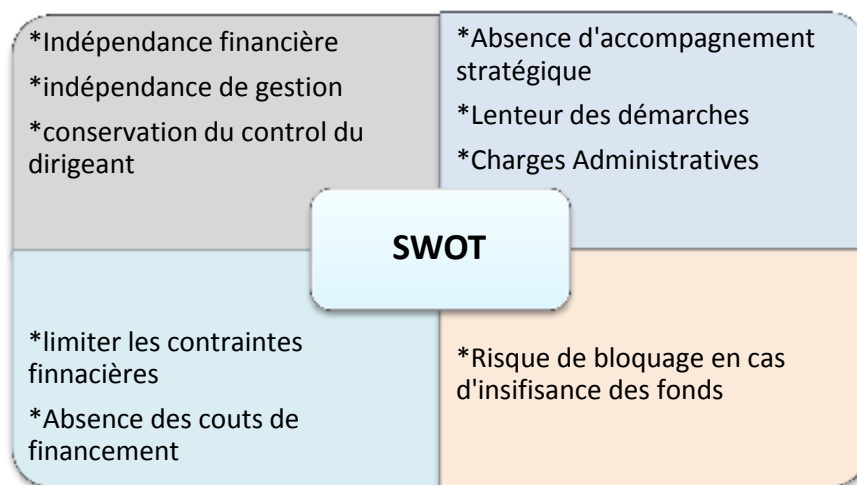 *Indépendance financière
*indépendance de gestion
*conservation du control du
dirigeant
*Absence d'accompagnement
stratégique
*Lenteur des démarches
*Charges Administratives
SWOT
*limiter les contraintes
finnacières
*Absence des couts de
financement
*Risque de bloquage en cas
d'insifisance des fonds